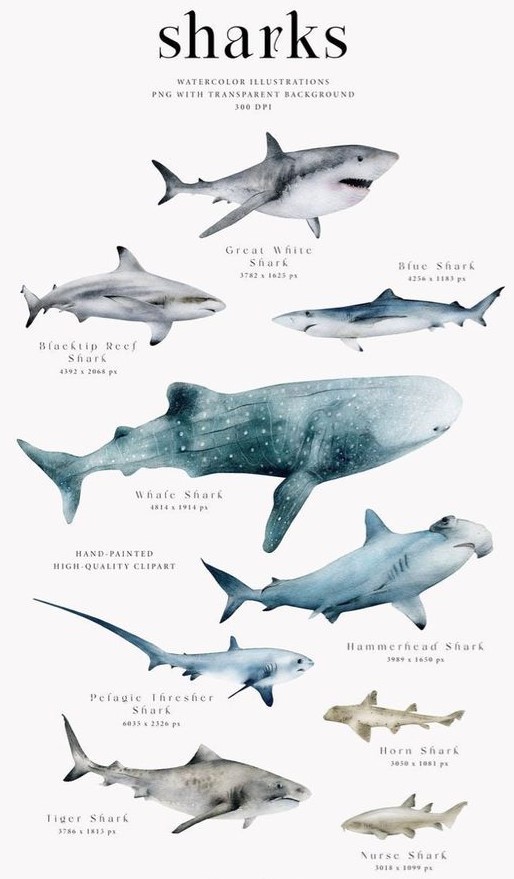 sharks
WATERCOLOR ILLUSTRATIONS
PNG WITH TRANSPARENT BACKGROUND
300 DPI
Great White
Shark
3782 x 1625 px
Blue Shark
4256 x 1183 px
Blacktip Reef
Shark
4392 x 2068 px
Whale Shark
4814 x 1914 px
HAND-PAINTED
HIGH-QUALITY CLIPART
Hammerhead Shark
3989 x 1650 px
Pelagic Thresher
Shark
6035 x 2326 px
Horn Shark
3050 x 1081 px
Tiger Shark
3786 x 1813 px
Nurse Shark
3018 x 1099 px